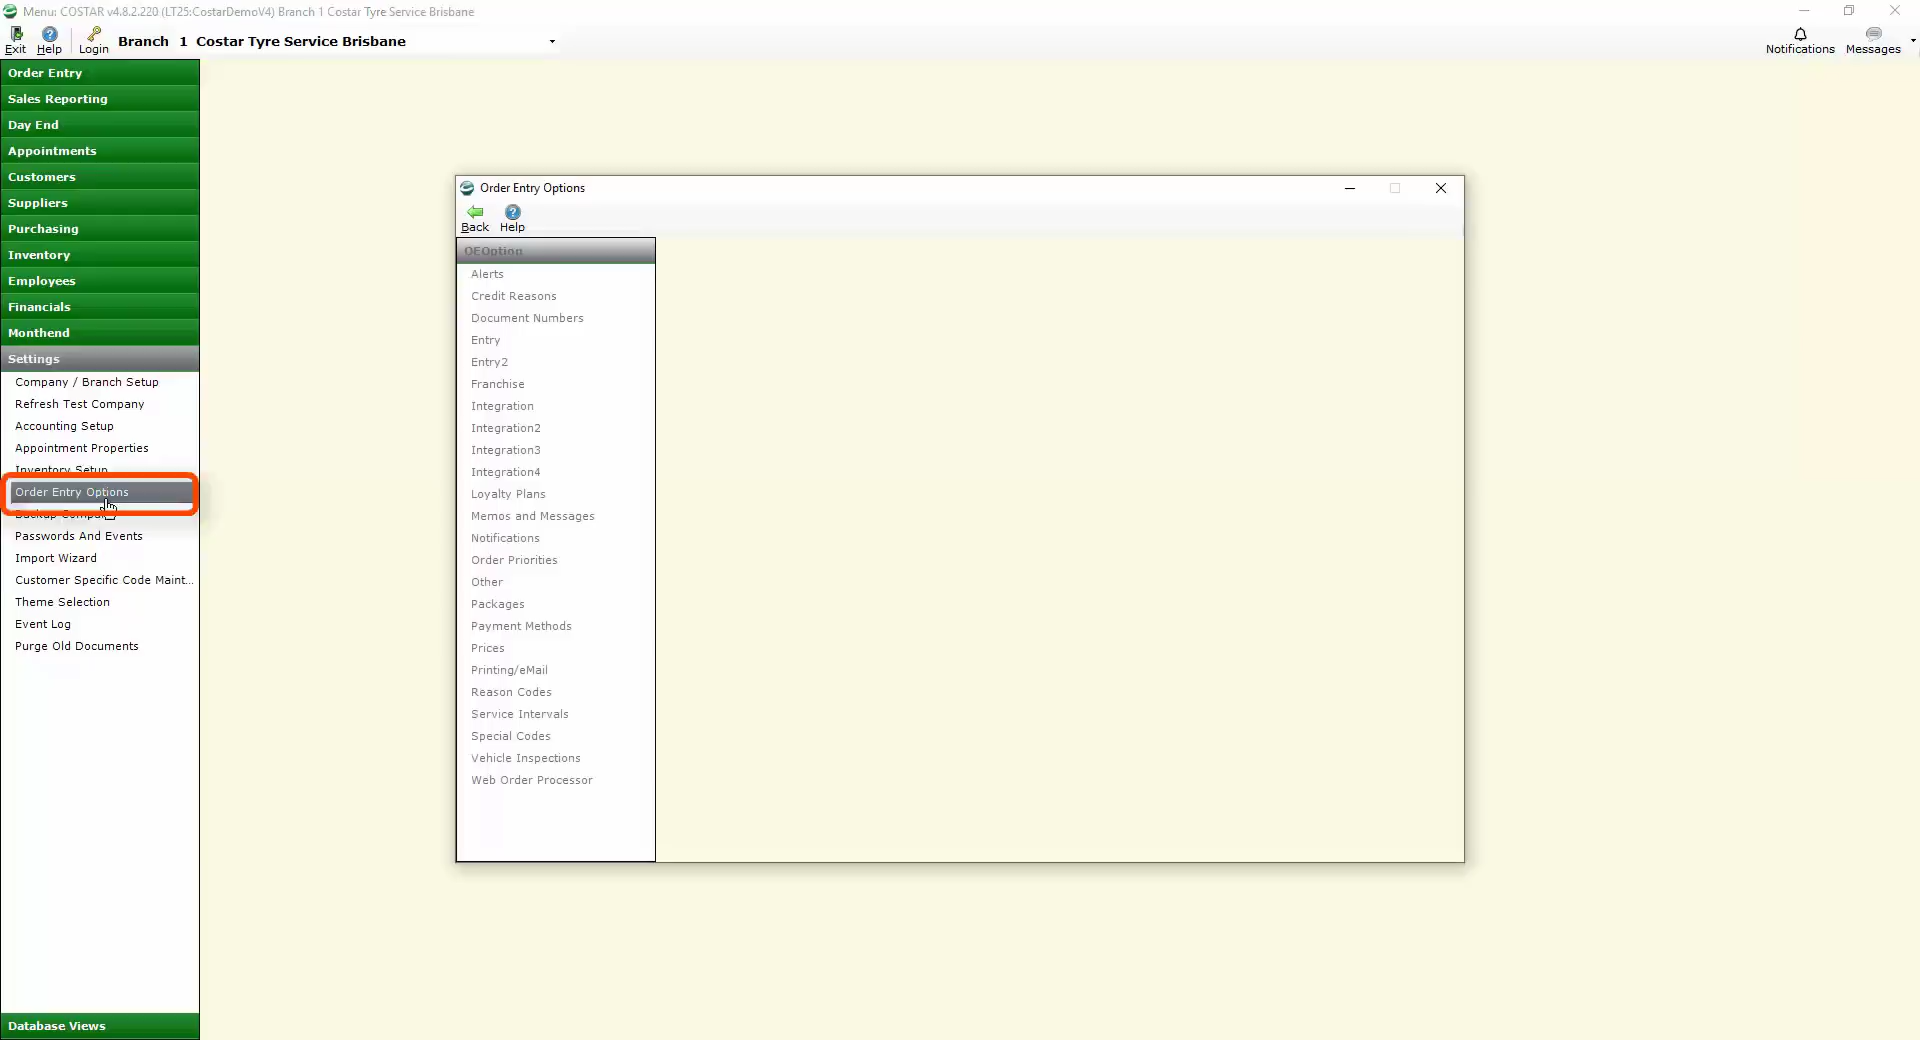 Menu: COSTAR v4.8.2.220 (LT25:CostarDemoV4) Branch 1 Costar Tyre Service Brisbane
Exit Help Login Branch 1 Costar Tyre Service Brisbane
Notifications Messages
Order Entry
Sales Reporting
Day End
Appointments
Customers
Suppliers
Purchasing
Inventory
Employees
Financials
Monthend
Settings
Company / Branch Setup
Refresh Test Company
Accounting Setup
Appointment Properties
Inventory Setup
Order Entry Options
Backup Company
Passwords And Events
Import Wizard
Customer Specific Code Maint...
Theme Selection
Event Log
Purge Old Documents
Database Views
Order Entry Options
Back Help
OEOption
Alerts
Credit Reasons
Document Numbers
Entry
Entry2
Franchise
Integration
Integration2
Integration3
Integration4
Loyalty Plans
Memos and Messages
Notifications
Order Priorities
Other
Packages
Payment Methods
Prices
Printing/eMail
Reason Codes
Service Intervals
Special Codes
Vehicle Inspections
Web Order Processor